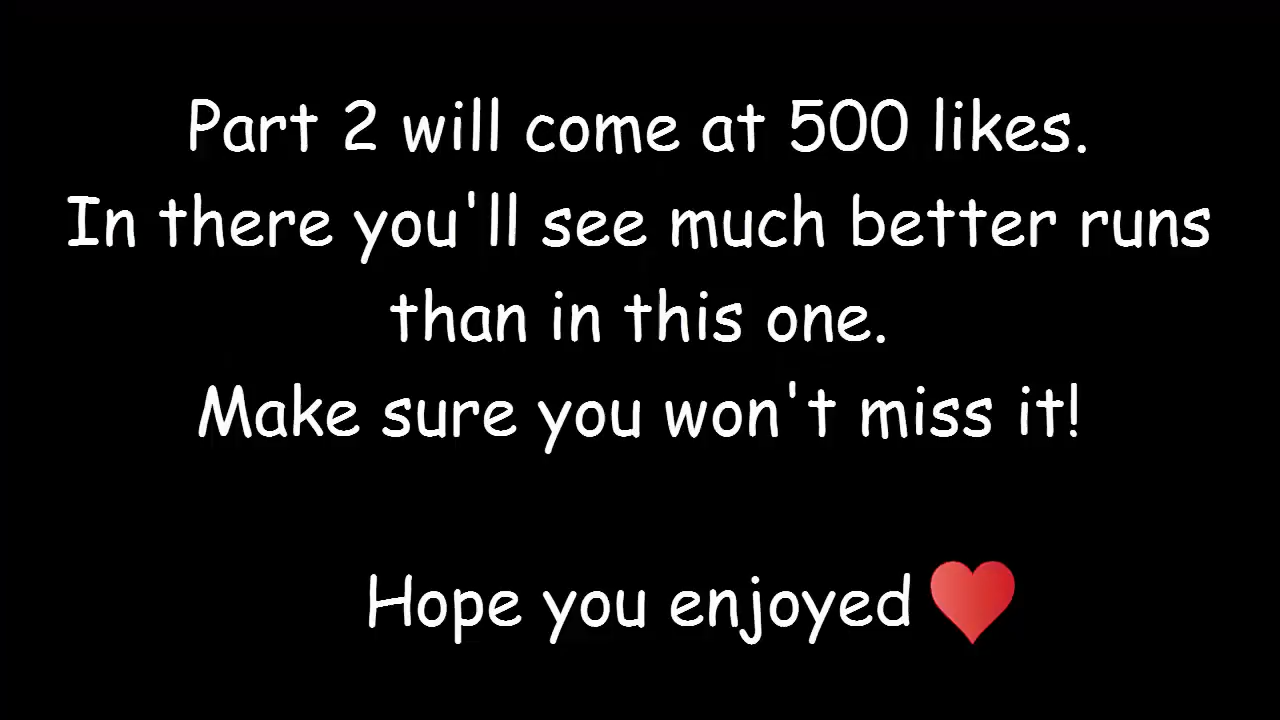 Part 2 will come at 500 likes.
In there you'll see much better runs
than in this one.
Make sure you won't miss it!
Hope you enjoyed